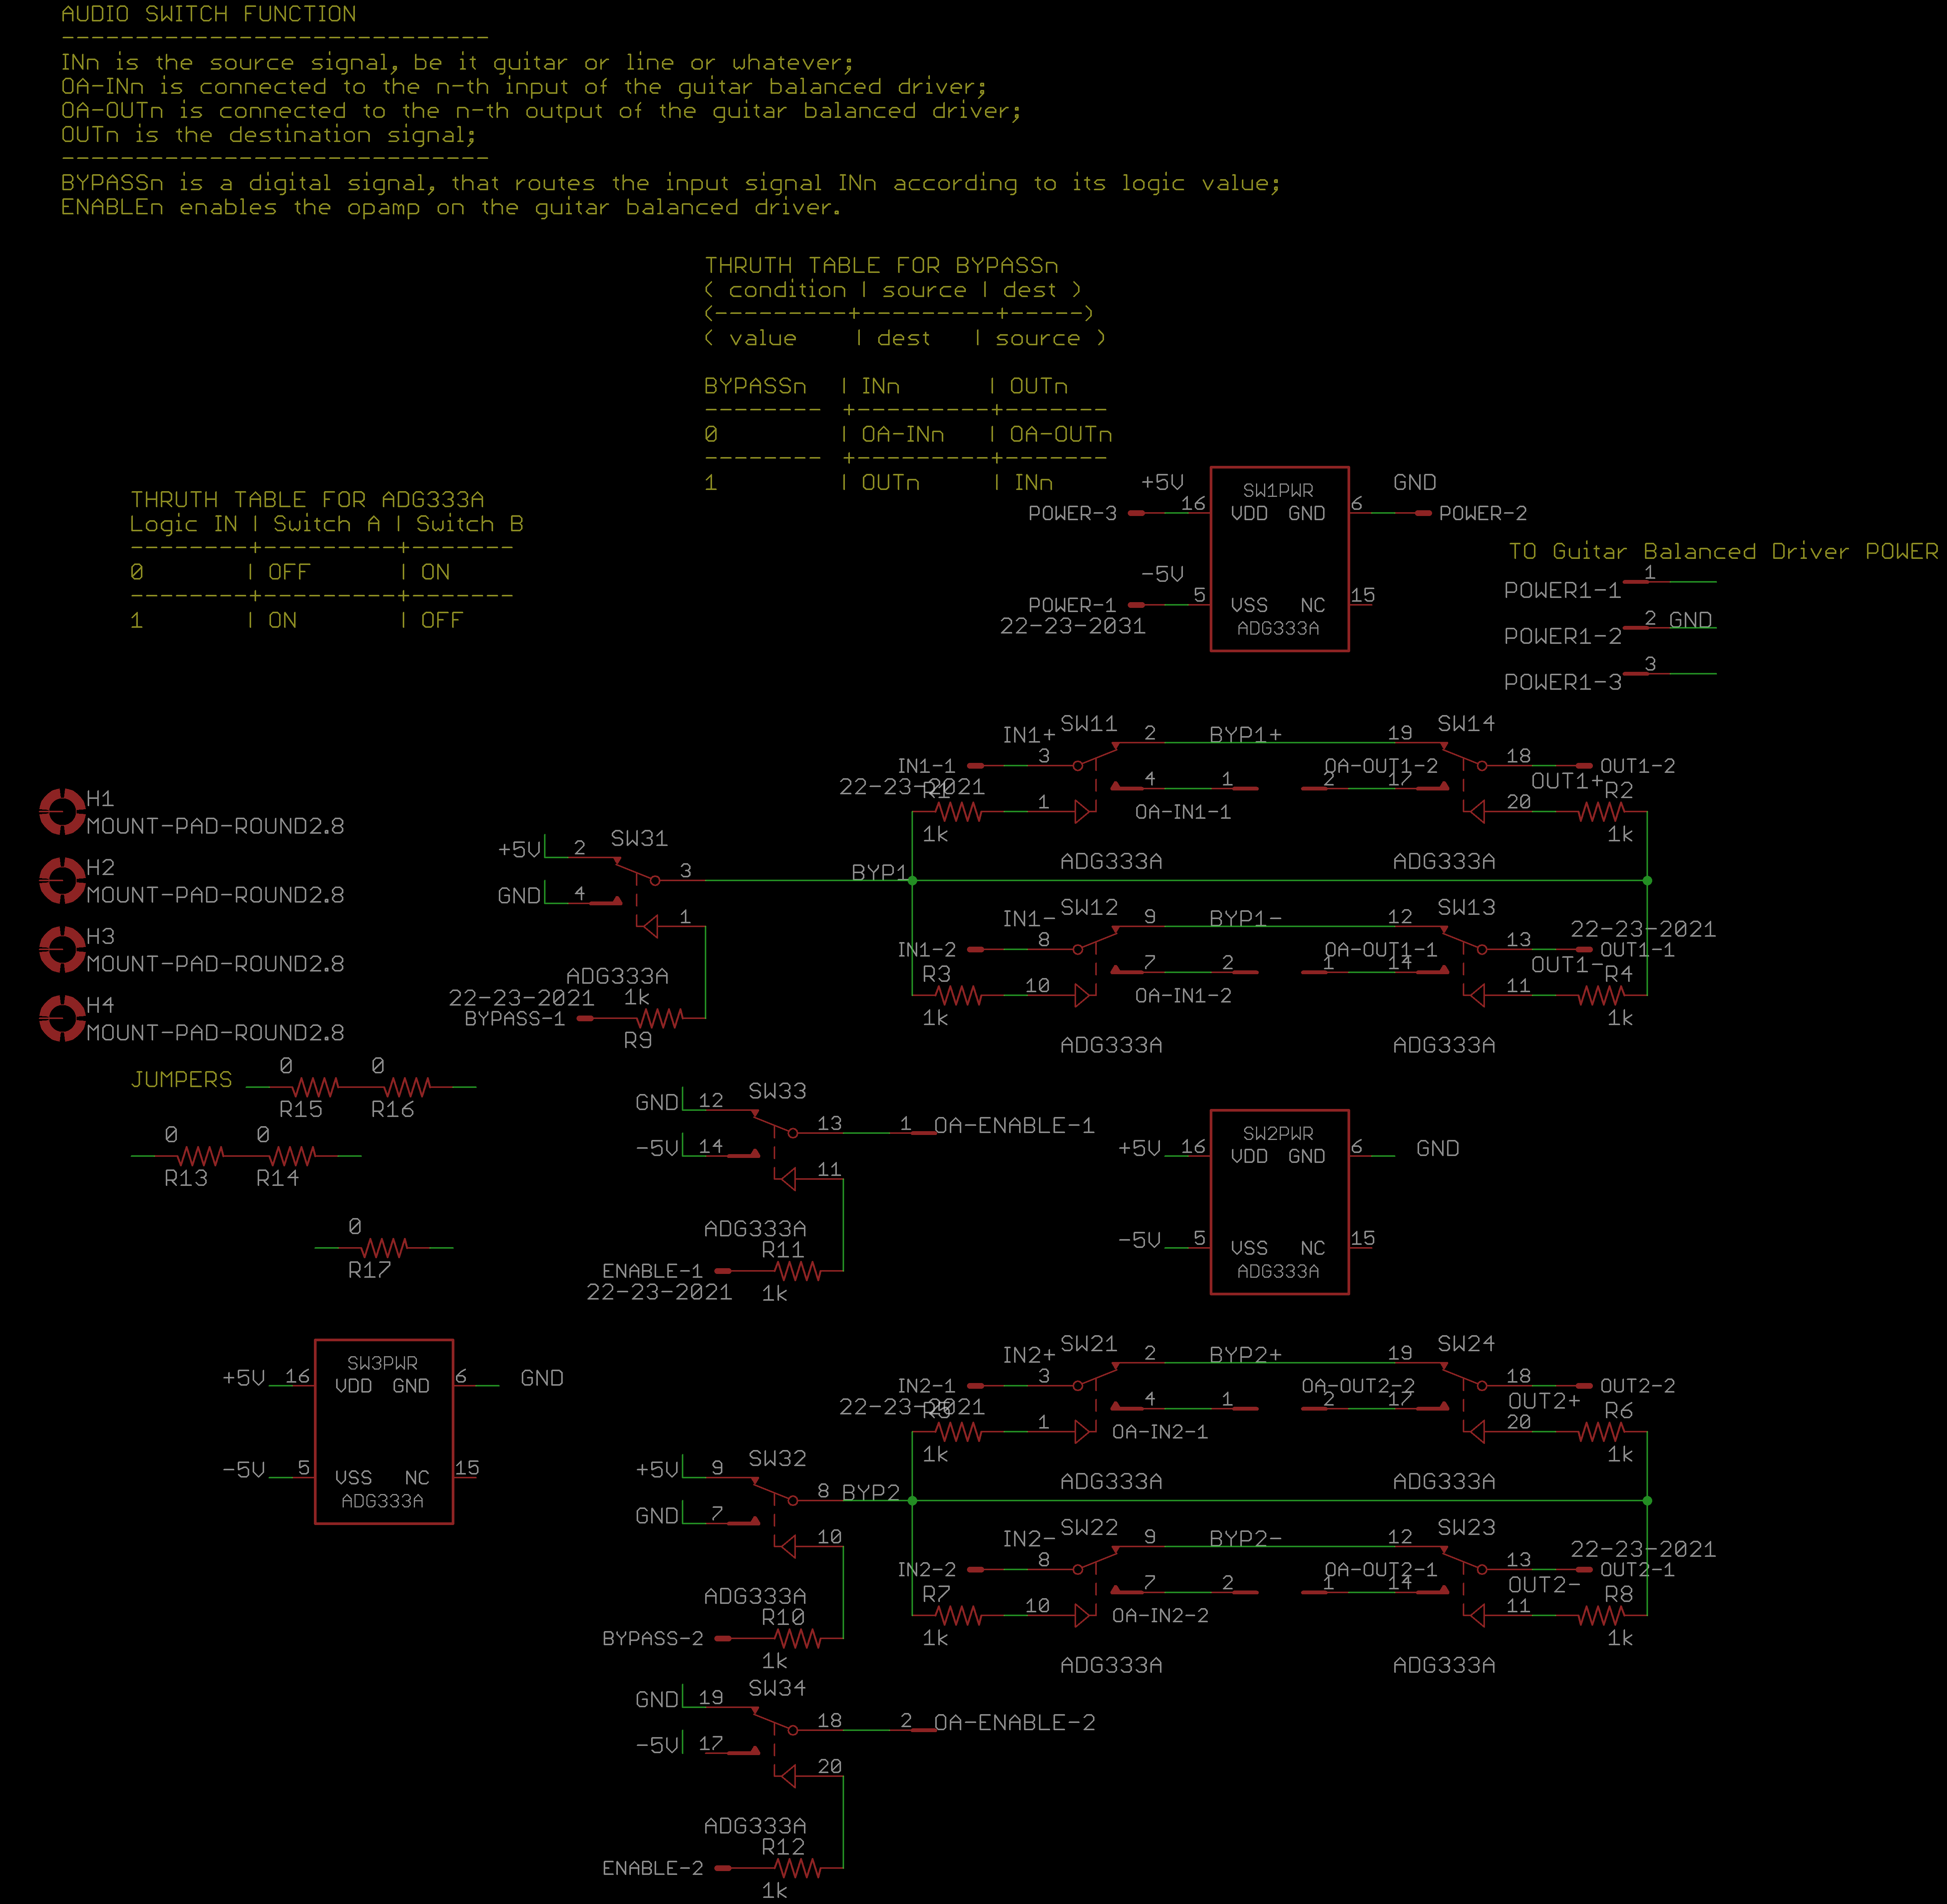 AUDIO SWITCH FUNCTION
-----------------------------
INn is the source signal, be it guitar or line or whatever;
OA-INn is connected to the n-th input of the guitar balanced driver;
OA-OUTn is connected to the n-th output of the guitar balanced driver;
OUTn is the destination signal;
-----------------------------
BYPASSn is a digital signal, that routes the input signal INn according to its logic value;
ENABLEn enables the opamp on the guitar balanced driver.
THRUTH TABLE FOR BYPASSn
( condition | source | dest )
(---------+---------+-----)
( value | dest | source )
BYPASSn | INn | OUTn
-------- +---------+-------
0 | OA-INn | OA-OUTn
-------- +---------+-------
1 | OUTn | INn
THRUTH TABLE FOR ADG333A
Logic IN | Switch A | Switch B
--------+---------+-------
0 | OFF | ON
--------+---------+-------
1 | ON | OFF
+5V SW1PWR GND
POWER-3 16 VDD GND 6 POWER-2
-5V
POWER-1 5 VSS NC 15
22-23-2031 ADG333A
TO Guitar Balanced Driver POWER
POWER1-1 1
POWER1-2 2 GND
POWER1-3 3
H1
MOUNT-PAD-ROUND2.8
H2
MOUNT-PAD-ROUND2.8
H3
MOUNT-PAD-ROUND2.8
H4
MOUNT-PAD-ROUND2.8
SW31
+5V 2
3 BYP1
GND 4
1
ADG333A
22-23-2021 1k
BYPASS-1
R9
IN1+ SW11 2 BYP1+ 19 SW14
IN1-1 3 OA-OUT1-2 18 OUT1-2
22-23-2021 4 1 2 17 OUT1+
R1 1 OA-IN1-1 20 R2
1k 1k
ADG333A ADG333A
IN1- SW12 9 BYP1- 12 SW13 22-23-2021
IN1-2 8 OA-OUT1-1 13 OUT1-1
7 2 1 14 OUT1-
R3 10 OA-IN1-2 11 R4
1k 1k
ADG333A ADG333A
JUMPERS
0 0
R15 R16
0 0
R13 R14
0
R17
SW33
GND 12
13 1 OA-ENABLE-1
-5V 14
11
ADG333A
R11
ENABLE-1
22-23-2021 1k
SW2PWR
+5V 16 VDD GND 6 GND
-5V 5 VSS NC 15
ADG333A
SW3PWR
+5V 16 VDD GND 6 GND
-5V 5 VSS NC 15
ADG333A
SW32
+5V 9
8 BYP2
GND 7
10
ADG333A
R10
BYPASS-2
1k
IN2+ SW21 2 BYP2+ 19 SW24
IN2-1 3 OA-OUT2-2 18 OUT2-2
22-23-2021 4 1 2 17 OUT2+
R5 1 OA-IN2-1 20 R6
1k 1k
ADG333A ADG333A
IN2- SW22 9 BYP2- 12 SW23 22-23-2021
IN2-2 8 OA-OUT2-1 13 OUT2-1
7 2 1 14 OUT2-
R7 10 OA-IN2-2 11 R8
1k 1k
ADG333A ADG333A
SW34
GND 19
18 2 OA-ENABLE-2
-5V 17
20
ADG333A
R12
ENABLE-2
1k